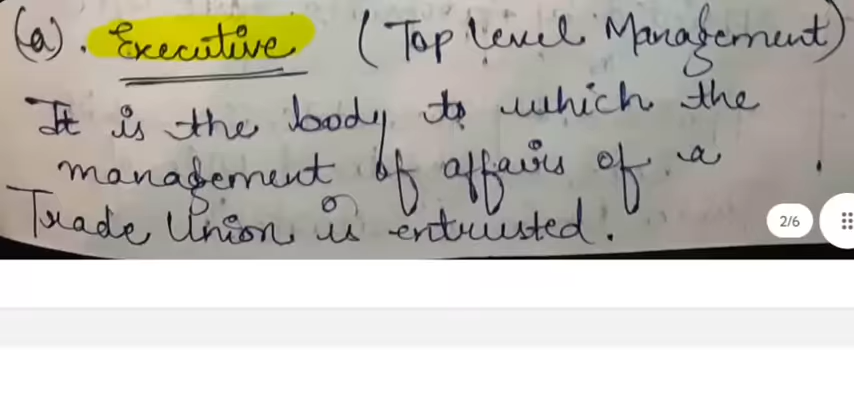 (a). Executive (Top Level Management)
It is the body to which the
management of affairs of a
Trade Union is entrusted.
2/6